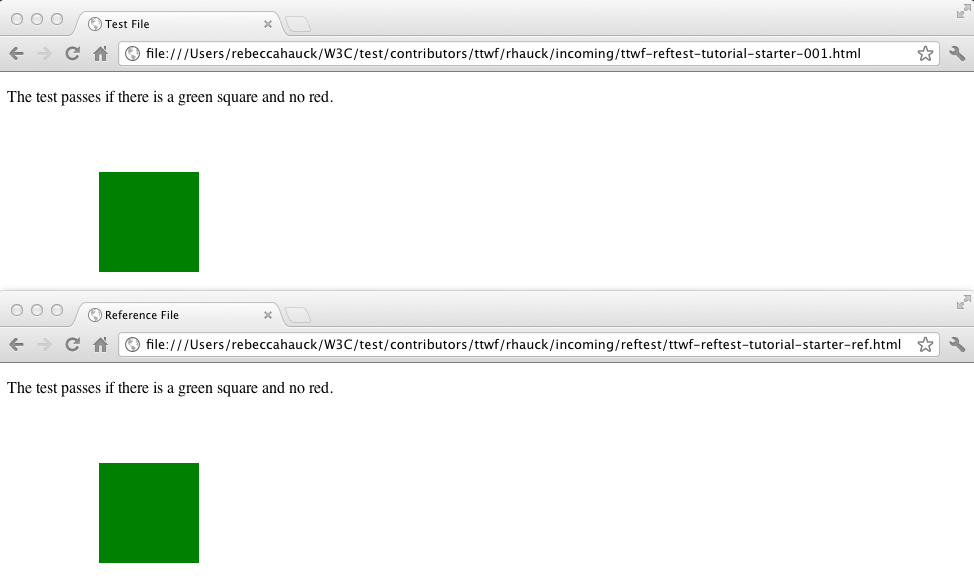 Test File
file:///Users/rebeccahauck/W3C/test/contributors/ttwf/rhauck/incoming/ttwf-reftest-tutorial-starter-001.html
The test passes if there is a green square and no red.
Reference File
file:///Users/rebeccahauck/W3C/test/contributors/ttwf/rhauck/incoming/reftest/ttwf-reftest-tutorial-starter-ref.html
The test passes if there is a green square and no red.